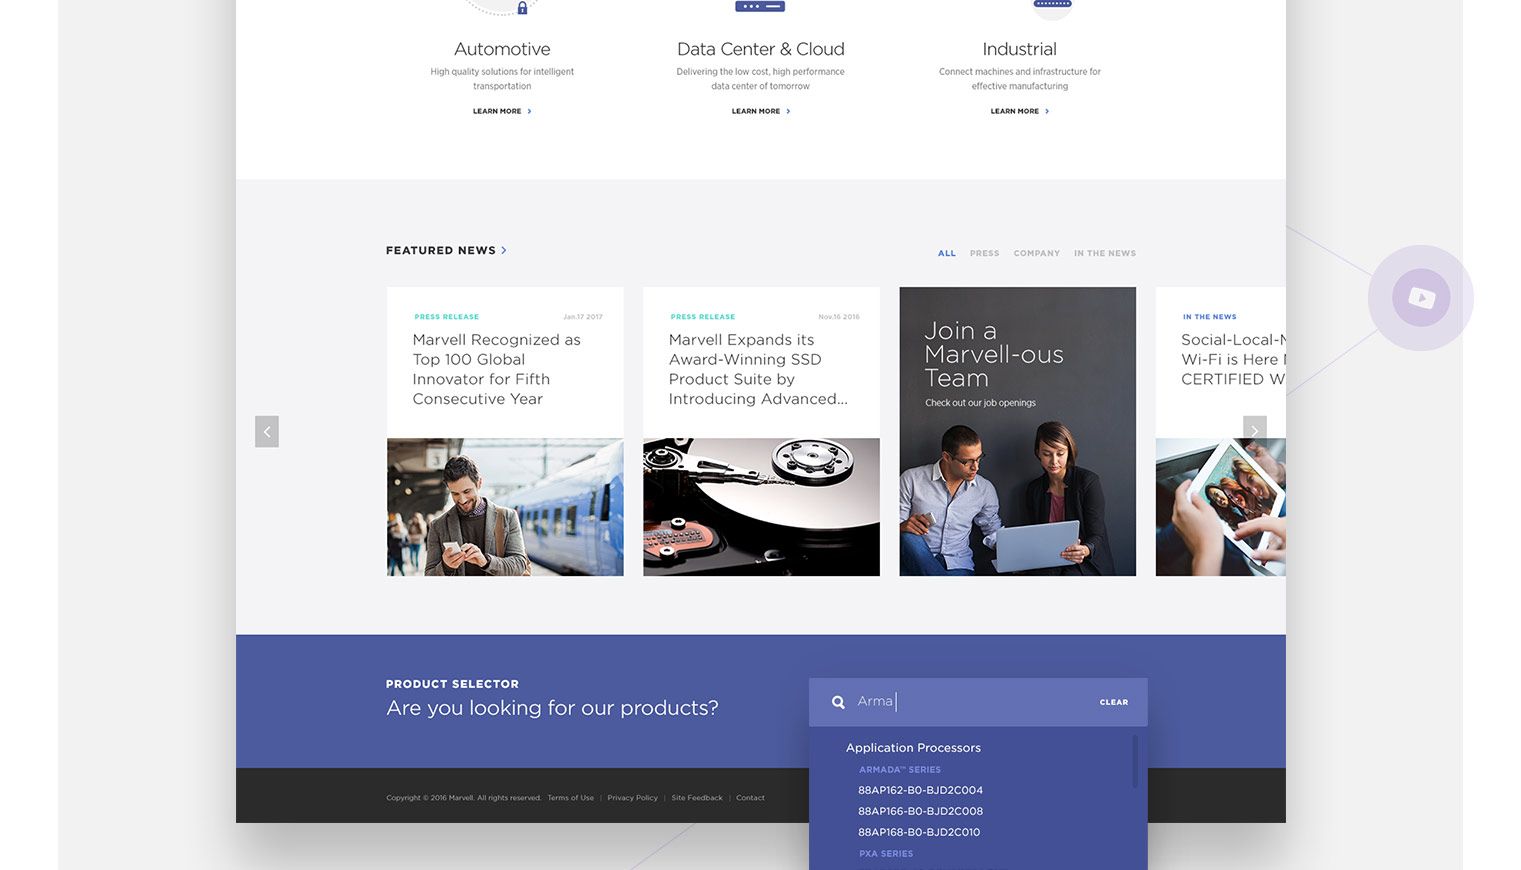 Automotive
High quality solutions for intelligent
transportation
LEARN MORE
Data Center & Cloud
Delivering the low cost, high performance
data center of tomorrow
LEARN MORE
Industrial
Connect machines and infrastructure for
effective manufacturing
LEARN MORE
FEATURED NEWS
ALL PRESS COMPANY IN THE NEWS
PRESS RELEASE Jan.17 2017
Marvell Recognized as
Top 100 Global
Innovator for Fifth
Consecutive Year
PRESS RELEASE Nov.16 2016
Marvell Expands its
Award-Winning SSD
Product Suite by
Introducing Advanced...
Join a
Marvell-ous
Team
Check out our job openings
IN THE NEWS
Social-Local-
Wi-Fi is Here
CERTIFIED W
PRODUCT SELECTOR
Are you looking for our products?
Arma
CLEAR
Application Processors
ARMADA™ SERIES
88AP162-B0-BJD2C004
88AP166-B0-BJD2C008
88AP168-B0-BJD2C010
PXA SERIES
Copyright © 2016 Marvell. All rights reserved. Terms of Use | Privacy Policy | Site Feedback | Contact